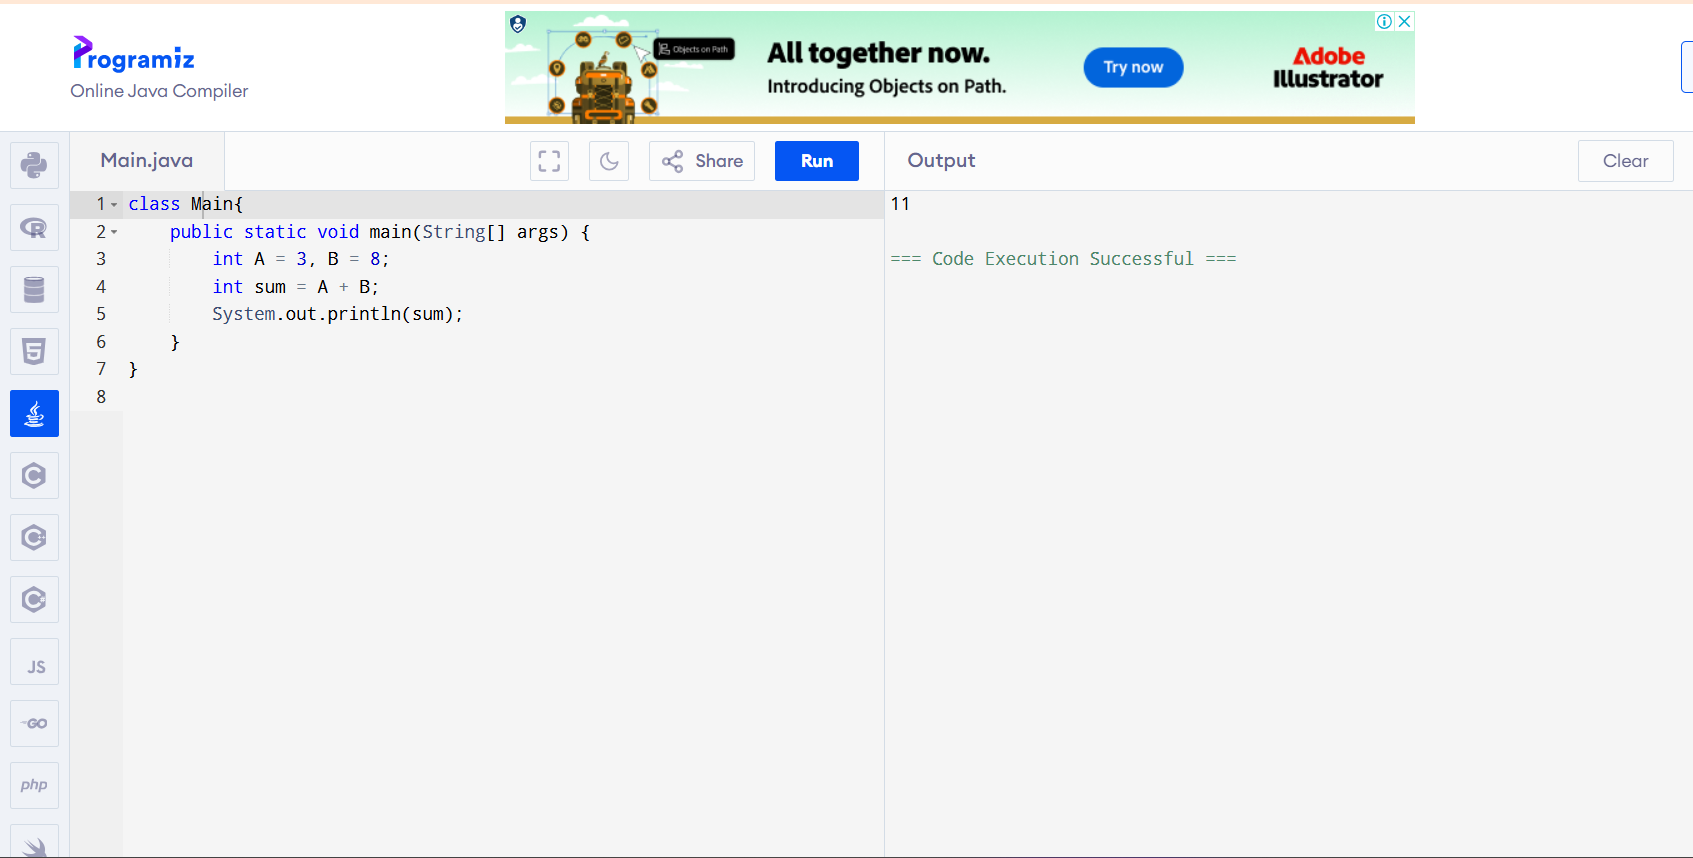 Programiz
Online Java Compiler
Objects on Path
All together now.
Introducing Objects on Path.
Try now
Adobe
Illustrator
Main.java
Share
Run
Output
Clear
1 class Main{
2     public static void main(String[] args) {
3         int A = 3, B = 8;
4         int sum = A + B;
5         System.out.println(sum);
6     }
7 }
8
11
=== Code Execution Successful ===
R
5
C
C
C
JS
GO
php